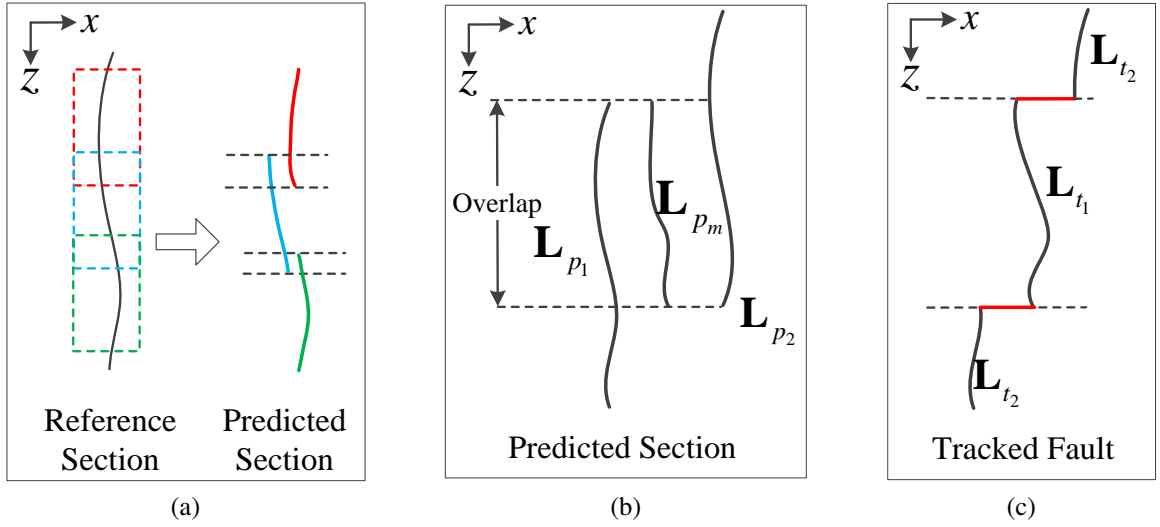 x
z
Reference
Section
Predicted
Section
(a)
x
z
Overlap
L_{p_1}
L_{p_m}
L_{p_2}
Predicted Section
(b)
x
z
L_{t_2}
L_{t_1}
L_{t_2}
Tracked Fault
(c)